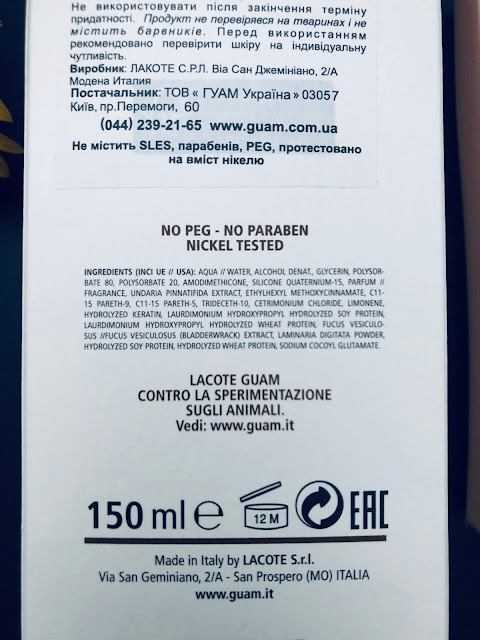 Не використовувати після закінчення терміну
придатності. Продукт не перевірявся на тваринах і не
містить барвників. Перед використанням
рекомендовано перевірити шкіру на індивідуальну
чутливість.
Виробник: ЛАКОТЕ С.Р.Л. Віа Сан Джемініано, 2/А
Модена Италия
Постачальник: ТОВ « ГУАМ Україна» 03057
Київ, пр.Перемоги, 60
(044) 239-21-65 www.guam.com.ua
Не містить SLES, парабенів, PEG, протестовано
на вміст нікелю
NO PEG - NO PARABEN
NICKEL TESTED
INGREDIENTS (INCI UE // USA): AQUA // WATER, ALCOHOL DENAT., GLYCERIN, POLYSOR-
BATE 80, POLYSORBATE 20, AMODIMETHICONE, SILICONE QUATERNIUM-15, PARFUM //
FRAGRANCE, UNDARIA PINNATIFIDA EXTRACT, ETHYLHEXYL METHOXYCINNAMATE, C11-
15 PARETH-9, C11-15 PARETH-5, TRIDECETH-10, CETRIMONIUM CHLORIDE, LIMONENE,
HYDROLYZED KERATIN, LAURDIMONIUM HYDROXYPROPYL HYDROLYZED SOY PROTEIN,
LAURDIMONIUM HYDROXYPROPYL HYDROLYZED WHEAT PROTEIN, FUCUS VESICULO-
SUS //FUCUS VESICULOSUS (BLADDERWRACK) EXTRACT, LAMINARIA DIGITATA POWDER,
HYDROLYZED SOY PROTEIN, HYDROLYZED WHEAT PROTEIN, SODIUM COCOYL GLUTAMATE.
LACOTE GUAM
CONTRO LA SPERIMENTAZIONE
SUGLI ANIMALI.
Vedi: www.guam.it
150 ml ℮ 12 M EAC
Made in Italy by LACOTE S.r.l.
Via San Geminiano, 2/A - San Prospero (MO) ITALIA
www.guam.it